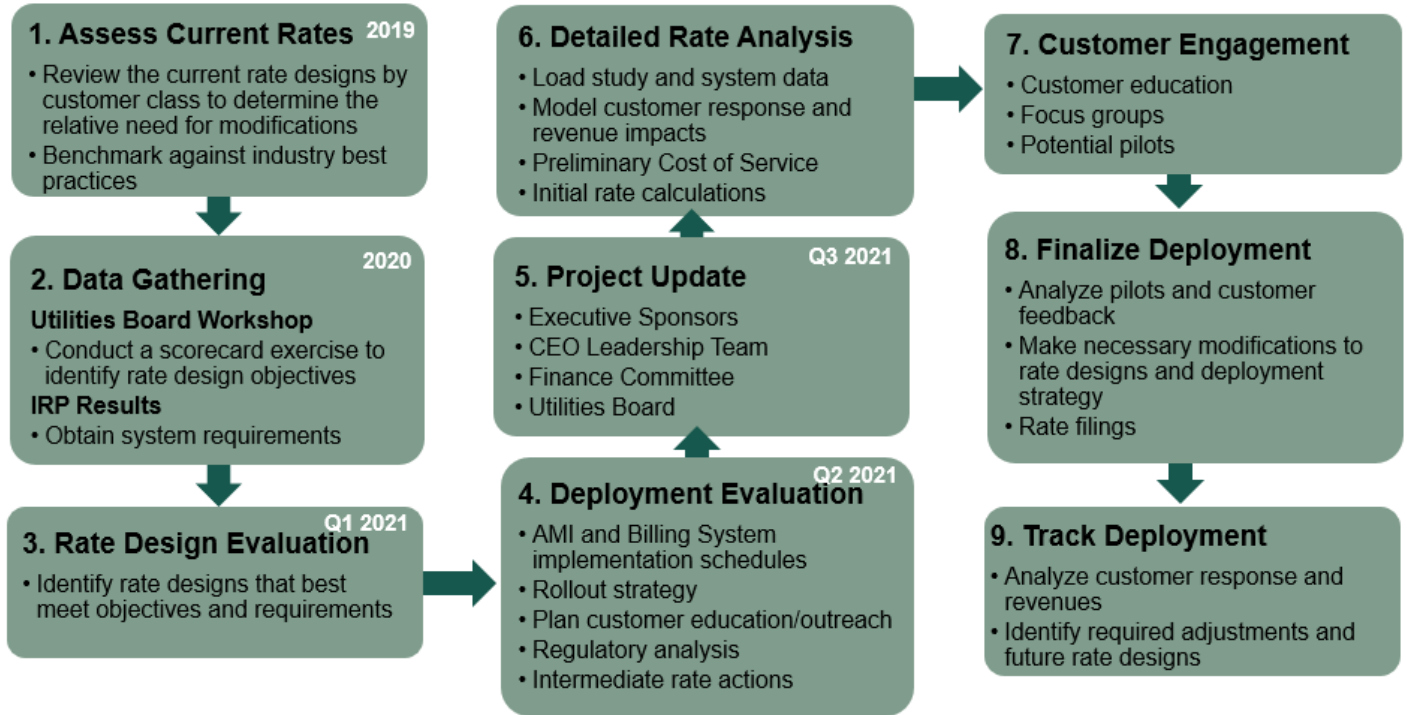 1. Assess Current Rates 2019
• Review the current rate designs by
customer class to determine the
relative need for modifications
• Benchmark against industry best
practices
2020
2. Data Gathering
Utilities Board Workshop
• Conduct a scorecard exercise to
identify rate design objectives
IRP Results
• Obtain system requirements
Q1 2021
3. Rate Design Evaluation
• Identify rate designs that best
meet objectives and requirements
Q2 2021
4. Deployment Evaluation
• AMI and Billing System
implementation schedules
• Rollout strategy
• Plan customer education/outreach
• Regulatory analysis
• Intermediate rate actions
Q3 2021
5. Project Update
• Executive Sponsors
• CEO Leadership Team
• Finance Committee
• Utilities Board
6. Detailed Rate Analysis
• Load study and system data
• Model customer response and
revenue impacts
• Preliminary Cost of Service
• Initial rate calculations
7. Customer Engagement
• Customer education
• Focus groups
• Potential pilots
8. Finalize Deployment
• Analyze pilots and customer
feedback
• Make necessary modifications to
rate designs and deployment
strategy
• Rate filings
9. Track Deployment
• Analyze customer response and
revenues
• Identify required adjustments and
future rate designs